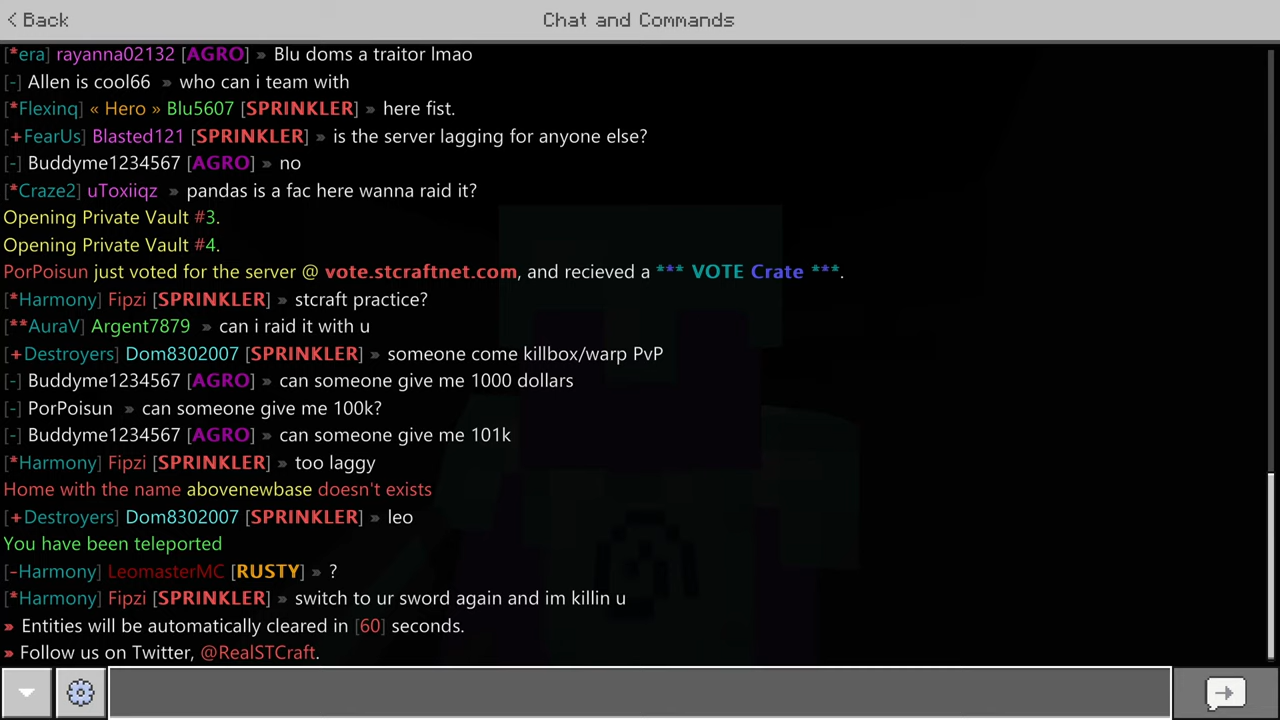 < Back
Chat and Commands
[*era] rayanna02132 [AGRO] » Blu doms a traitor lmao
[-] Allen is cool66 » who can i team with
[*Flexinq] « Hero » Blu5607 [SPRINKLER] » here fist.
[+FearUs] Blasted121 [SPRINKLER] » is the server lagging for anyone else?
[-] Buddyme1234567 [AGRO] » no
[*Craze2] uToxiiqz » pandas is a fac here wanna raid it?
Opening Private Vault #3.
Opening Private Vault #4.
PorPoisun just voted for the server @ vote.stcraftnet.com, and recieved a *** VOTE Crate ***.
[*Harmony] Fipzi [SPRINKLER] » stcraft practice?
[**AuraV] Argent7879 » can i raid it with u
[+Destroyers] Dom8302007 [SPRINKLER] » someone come killbox/warp PvP
[-] Buddyme1234567 [AGRO] » can someone give me 1000 dollars
[-] PorPoisun » can someone give me 100k?
[-] Buddyme1234567 [AGRO] » can someone give me 101k
[*Harmony] Fipzi [SPRINKLER] » too laggy
Home with the name abovenewbase doesn't exists
[+Destroyers] Dom8302007 [SPRINKLER] » leo
You have been teleported
[-Harmony] LeomasterMC [RUSTY] » ?
[*Harmony] Fipzi [SPRINKLER] » switch to ur sword again and im killin u
» Entities will be automatically cleared in [60] seconds.
» Follow us on Twitter, @RealSTCraft.